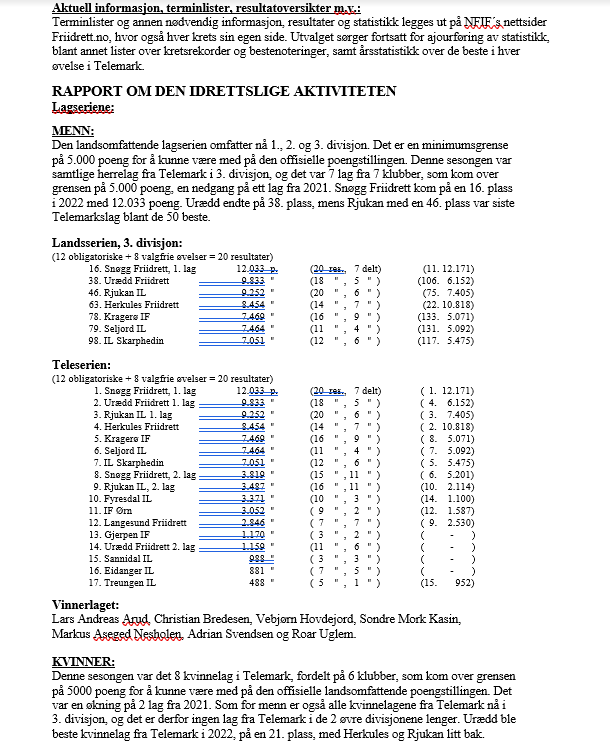 Aktuell informasjon, terminlister, resultatoversikter m.v.:
Terminlister og annen nødvendig informasjon, resultater og statistikk legges ut på NFIF´s nettsider
Friidrett.no, hvor også hver krets sin egen side. Utvalget sørger fortsatt for ajourføring av statistikk,
blant annet lister over kretsrekorder og bestenoteringer, samt årsstatistikk over de beste i hver
øvelse i Telemark.
RAPPORT OM DEN IDRETTSLIGE AKTIVITETEN
Lagseriene:
MENN:
Den landsomfattende lagserien omfatter nå 1., 2. og 3. divisjon. Det er en minimumsgrense
på 5.000 poeng for å kunne være med på den offisielle poengstillingen. Denne sesongen var
samtlige herrelag fra Telemark i 3. divisjon, og det var 7 lag fra 7 klubber, som kom over
grensen på 5.000 poeng, en nedgang på ett lag fra 2021. Snøgg Friidrett kom på en 16. plass
i 2022 med 12.033 poeng. Urædd endte på 38. plass, mens Rjukan med en 46. plass var siste
Telemarkslag blant de 50 beste.
Landsserien, 3. divisjon:
(12 obligatoriske + 8 valgfrie øvelser = 20 resultater)
16. Snøgg Friidrett, 1. lag 12.033 p. (20 res., 7 delt) (11. 12.171)
38. Urædd Friidrett 9.833 " (18 " , 5 " ) (106. 6.152)
46. Rjukan IL 9.252 " (20 " , 6 " ) (75. 7.405)
63. Herkules Friidrett 8.454 " (14 " , 7 " ) (22. 10.818)
78. Kragerø IF 7.469 " (16 " , 9 " ) (133. 5.071)
79. Seljord IL 7.464 " (11 " , 4 " ) (131. 5.092)
98. IL Skarphedin 7.051 " (12 " , 6 " ) (117. 5.475)
Teleserien:
(12 obligatoriske + 8 valgfrie øvelser = 20 resultater)
1. Snøgg Friidrett, 1. lag 12.033 p. (20 res., 7 delt) ( 1. 12.171)
2. Urædd Friidrett 1. lag 9.833 " (18 " , 5 " ) ( 4. 6.152)
3. Rjukan IL 1. lag 9.252 " (20 " , 6 " ) ( 3. 7.405)
4. Herkules Friidrett 8.454 " (14 " , 7 " ) ( 2. 10.818)
5. Kragerø IF 7.469 " (16 " , 9 " ) ( 8. 5.071)
6. Seljord IL 7.464 " (11 " , 4 " ) ( 7. 5.092)
7. IL Skarphedin 7.051 " (12 " , 6 " ) ( 5. 5.475)
8. Snøgg Friidrett, 2. lag 3.819 " (15 " , 11 " ) ( 6. 5.201)
9. Rjukan IL, 2. lag 3.487 " (16 " , 11 " ) (10. 2.114)
10. Fyresdal IL 3.371 " (10 " , 3 " ) (14. 1.100)
11. IF Ørn 3.052 " ( 9 " , 2 " ) (12. 1.587)
12. Langesund Friidrett 2.846 " ( 7 " , 7 " ) ( 9. 2.530)
13. Gjerpen IF 1.170 " ( 3 " , 2 " ) ( - )
14. Urædd Friidrett 2. lag 1.159 " (11 " , 6 " ) ( - )
15. Sannidal IL 988 " ( 3 " , 3 " ) ( - )
16. Eidanger IL 881 " ( 7 " , 5 " ) ( - )
17. Treungen IL 488 " ( 5 " , 1 " ) (15. 952)
Vinnerlaget:
Lars Andreas Arud, Christian Bredesen, Vebjørn Hovdejord, Sondre Mork Kasin,
Markus Aseged Nesholen, Adrian Svendsen og Roar Uglem.
KVINNER:
Denne sesongen var det 8 kvinnelag i Telemark, fordelt på 6 klubber, som kom over grensen
på 5000 poeng for å kunne være med på den offisielle landsomfattende poengstillingen. Det
var en økning på 2 lag fra 2021. Som for menn er også alle kvinnelagene fra Telemark nå i
3. divisjon, og det er derfor ingen lag fra Telemark i de 2 øvre divisjonene lenger. Urædd ble
beste kvinnelag fra Telemark i 2022, på en 21. plass, med Herkules og Rjukan litt bak.